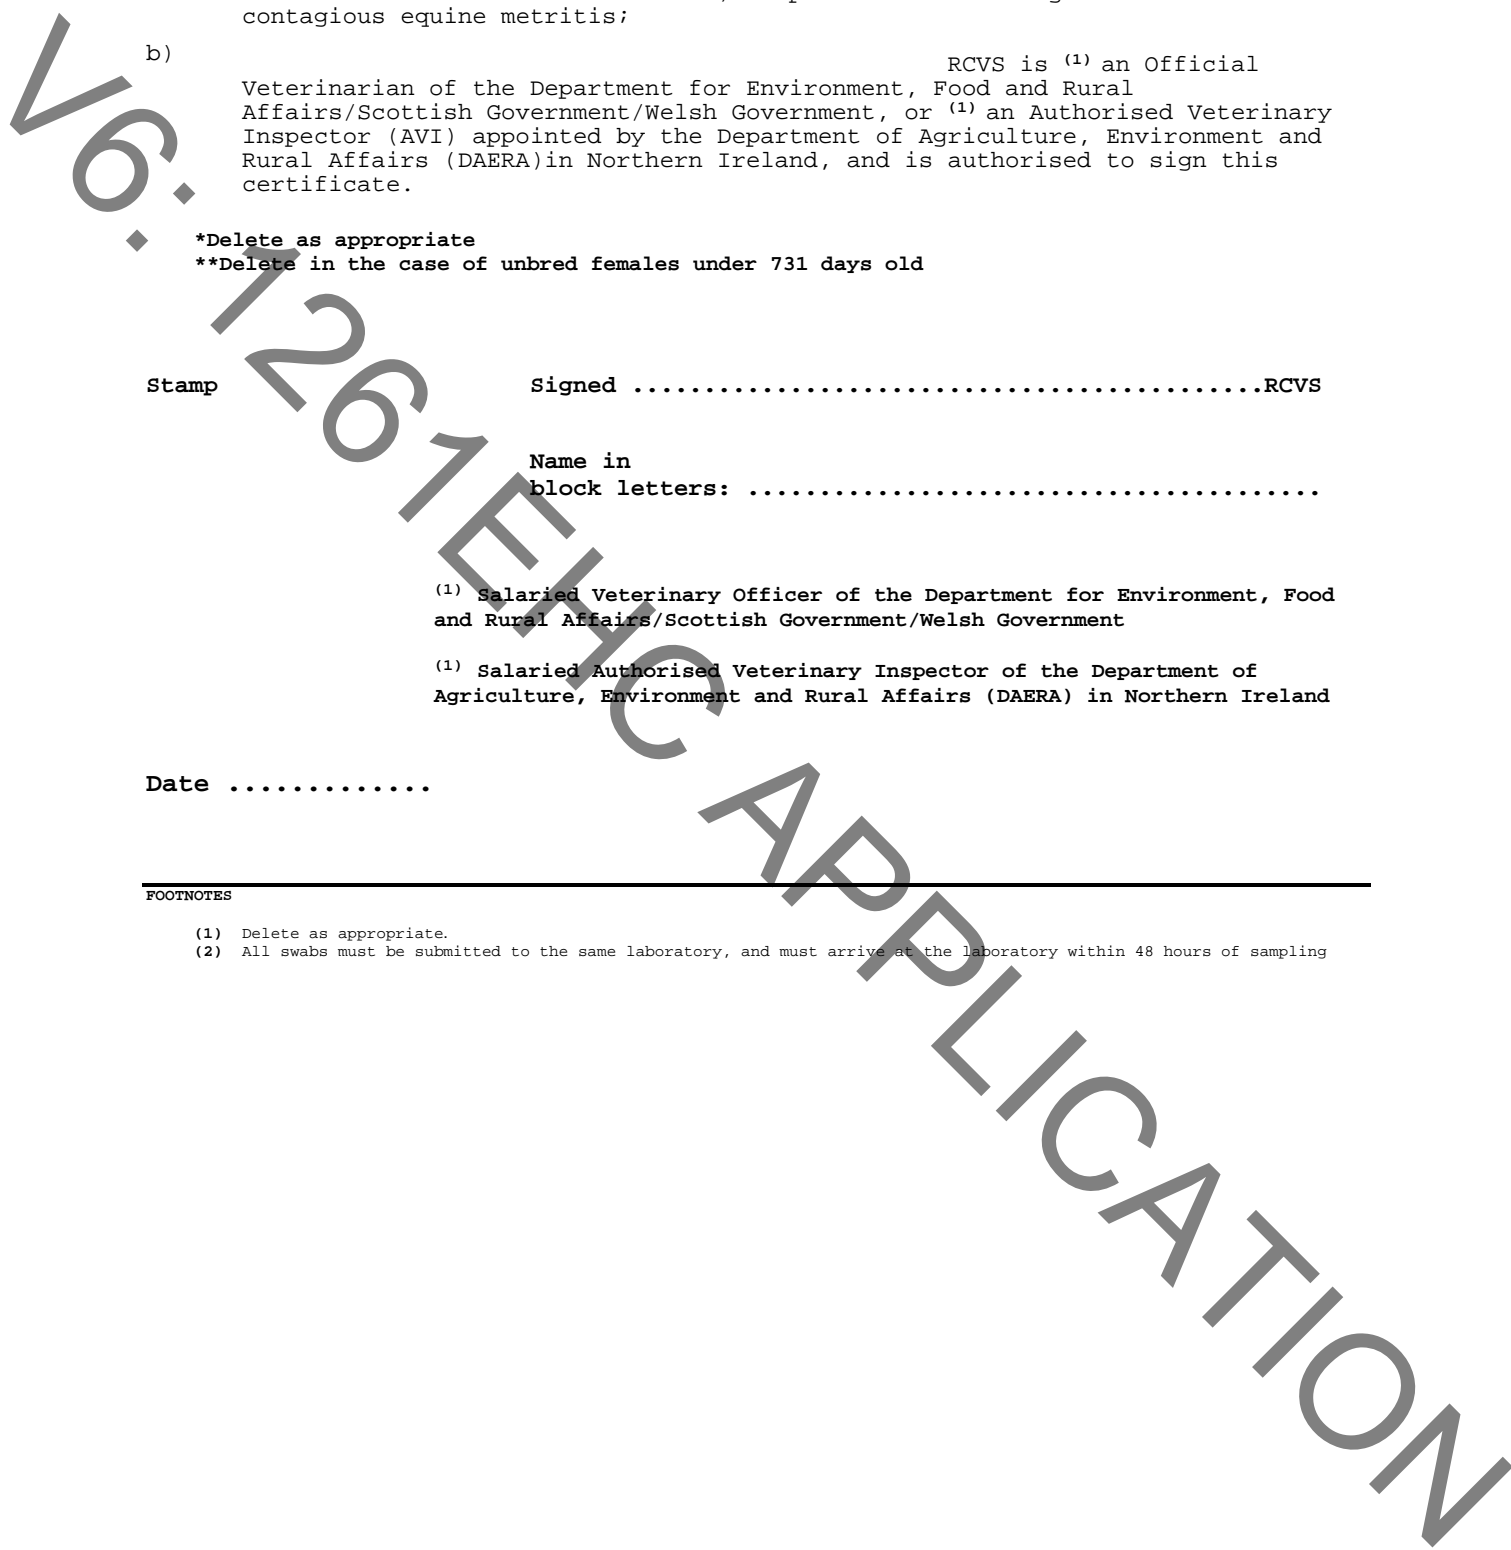 contagious equine metritis;
b)
RCVS is (1) an Official
Veterinarian of the Department for Environment, Food and Rural
Affairs/Scottish Government/Welsh Government, or (1) an Authorised Veterinary
Inspector (AVI) appointed by the Department of Agriculture, Environment and
Rural Affairs (DAERA)in Northern Ireland, and is authorised to sign this
certificate.
*Delete as appropriate
**Delete in the case of unbred females under 731 days old
Stamp Signed ............................................RCVS
Name in
block letters: ........................................
(1) Salaried Veterinary Officer of the Department for Environment, Food
and Rural Affairs/Scottish Government/Welsh Government
(1) Salaried Authorised Veterinary Inspector of the Department of
Agriculture, Environment and Rural Affairs (DAERA) in Northern Ireland
Date .............
FOOTNOTES
(1) Delete as appropriate.
(2) All swabs must be submitted to the same laboratory, and must arrive at the laboratory within 48 hours of sampling
V6: 1261EHC APPLICATION